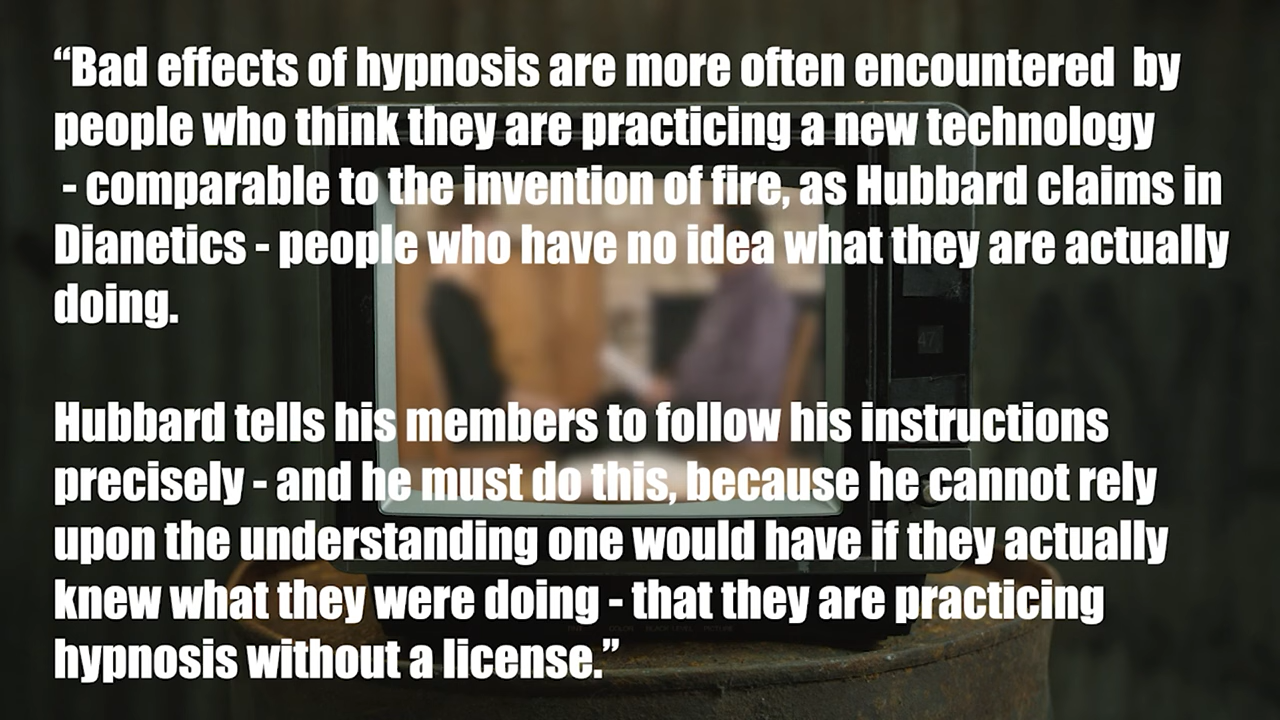 “Bad effects of hypnosis are more often encountered by
people who think they are practicing a new technology
- comparable to the invention of fire, as Hubbard claims in
Dianetics - people who have no idea what they are actually
doing.
Hubbard tells his members to follow his instructions
precisely - and he must do this, because he cannot rely
upon the understanding one would have if they actually
knew what they were doing - that they are practicing
hypnosis without a license.”
47